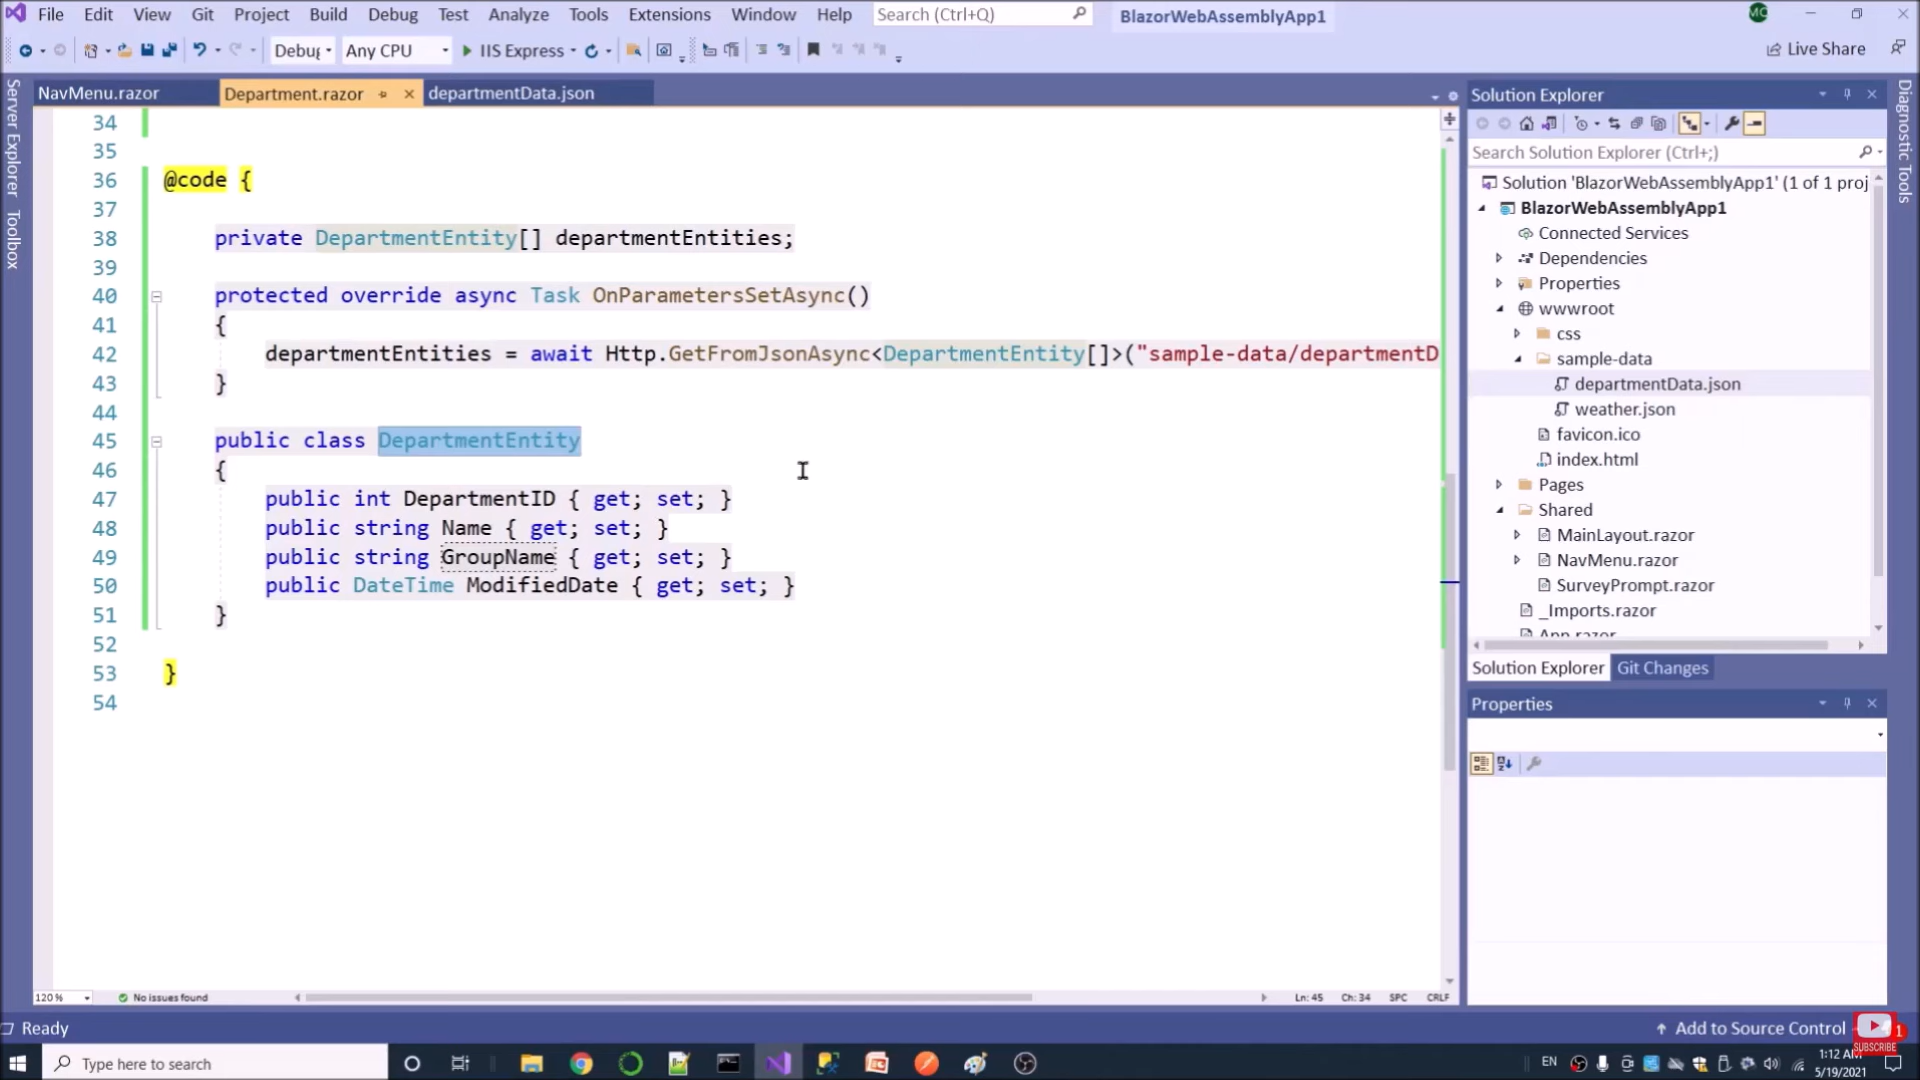 File Edit View Git Project Build Debug Test Analyze Tools Extensions Window Help Search (Ctrl+Q) BlazorWebAssemblyApp1 MC
Debug Any CPU IIS Express Live Share
NavMenu.razor Department.razor departmentData.json
Server Explorer
Toolbox
Diagnostic Tools
34
35
36 @code {
37
38 private DepartmentEntity[] departmentEntities;
39
40 protected override async Task OnParametersSetAsync()
41 {
42 departmentEntities = await Http.GetFromJsonAsync<DepartmentEntity[]>("sample-data/departmentD
43 }
44
45 public class DepartmentEntity
46 {
47 public int DepartmentID { get; set; }
48 public string Name { get; set; }
49 public string GroupName { get; set; }
50 public DateTime ModifiedDate { get; set; }
51 }
52
53 }
54
120 % No issues found Ln: 45 Ch: 34 SPC CRLF
Solution Explorer
Search Solution Explorer (Ctrl+;)
Solution 'BlazorWebAssemblyApp1' (1 of 1 proj
BlazorWebAssemblyApp1
Connected Services
Dependencies
Properties
wwwroot
css
sample-data
departmentData.json
weather.json
favicon.ico
index.html
Pages
Shared
MainLayout.razor
NavMenu.razor
SurveyPrompt.razor
_Imports.razor
App.razor
Solution Explorer Git Changes
Properties
Ready Add to Source Control 1
SUBSCRIBE
Type here to search EN 1:12 AM
5/19/2021